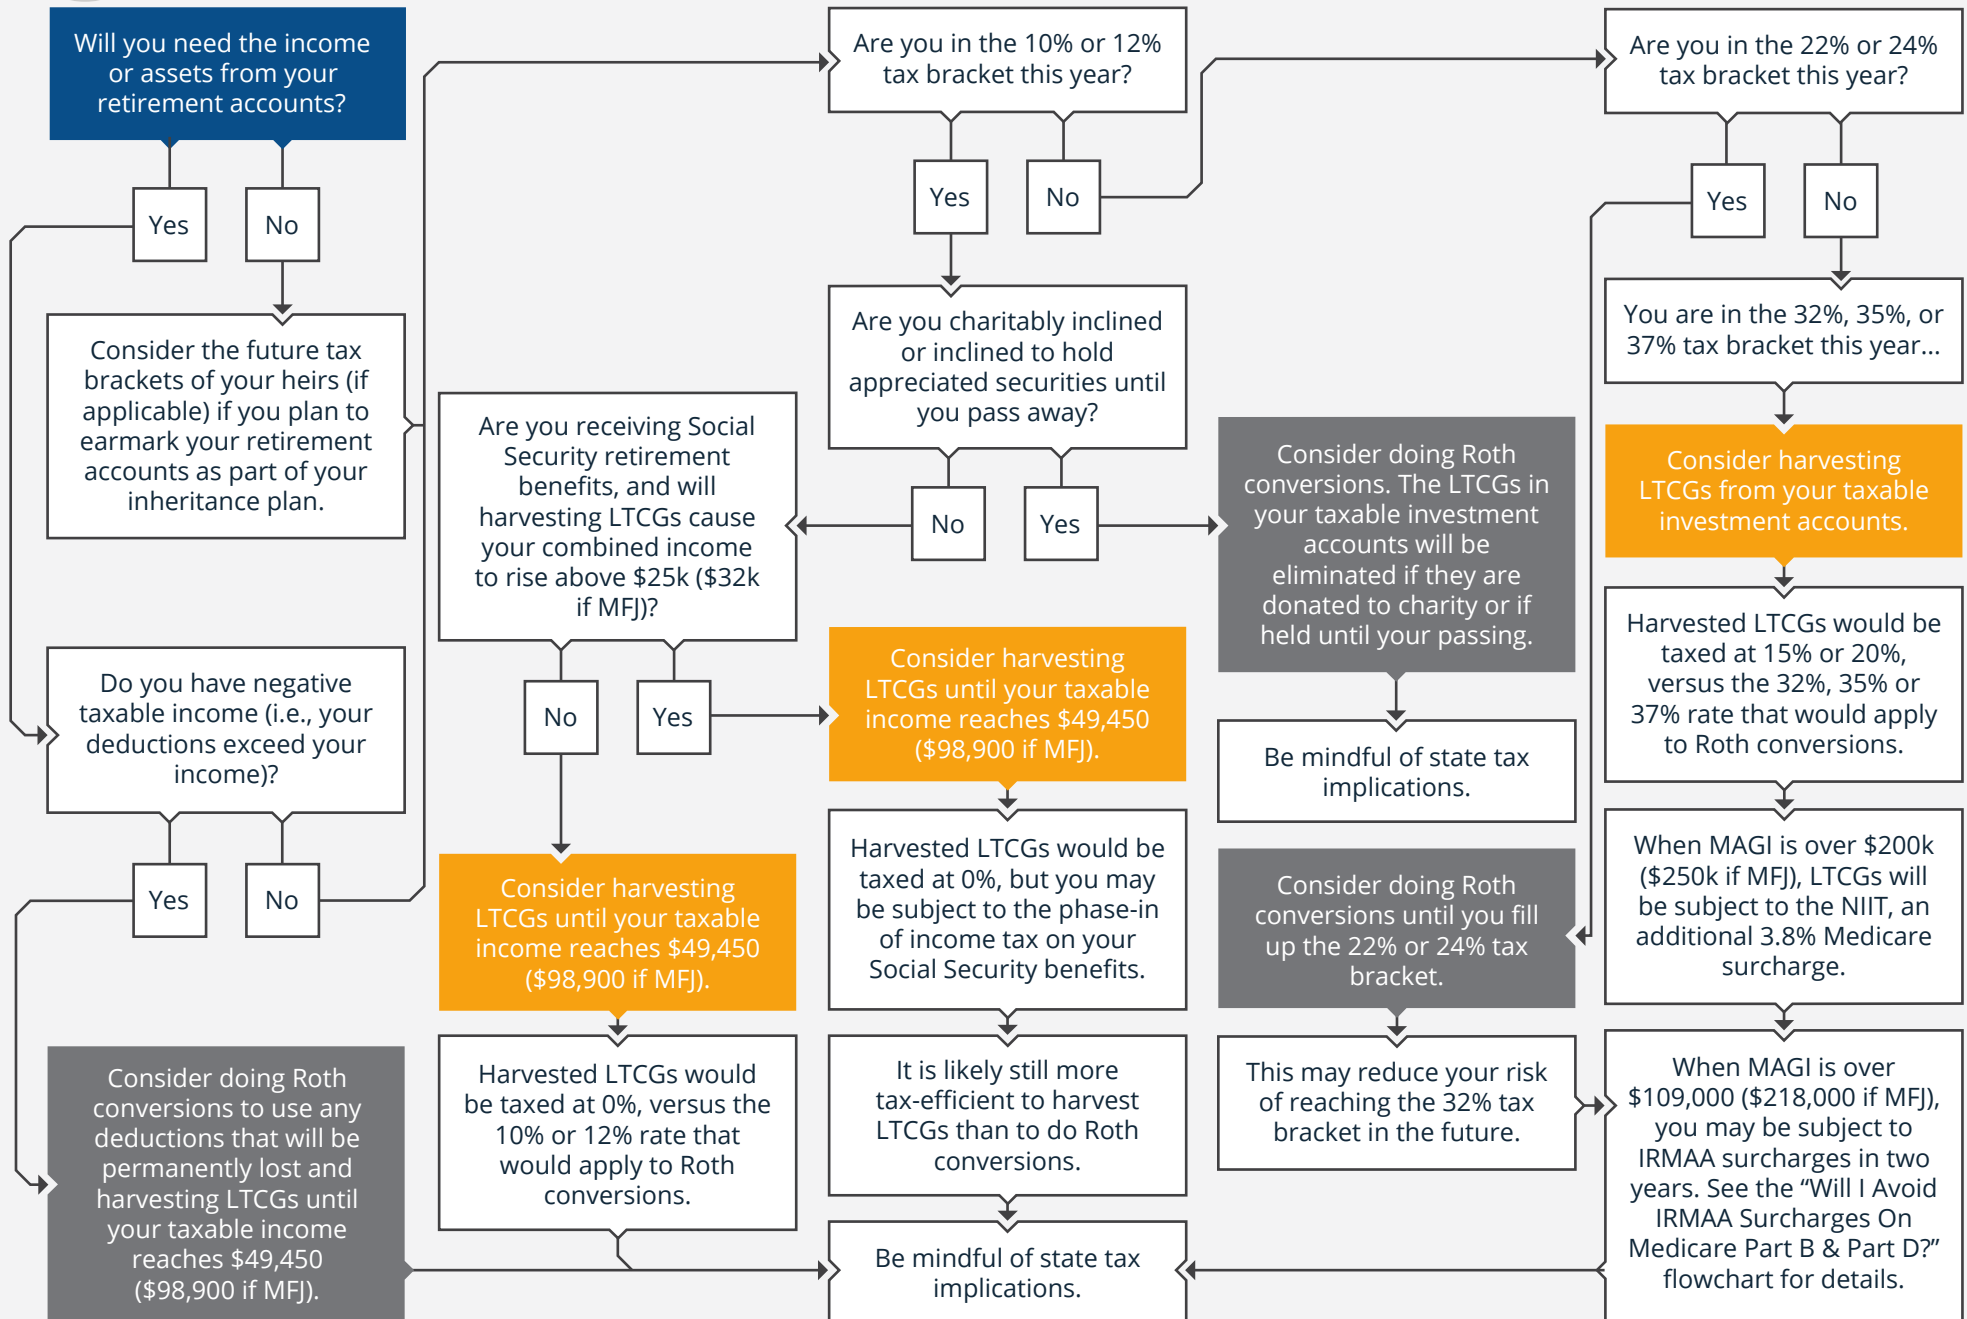 Will you need the income
or assets from your
retirement accounts?
Yes
No
Consider the future tax
brackets of your heirs (if
applicable) if you plan to
earmark your retirement
accounts as part of your
inheritance plan.
Do you have negative
taxable income (i.e., your
deductions exceed your
income)?
Yes
No
Consider doing Roth
conversions to use any
deductions that will be
permanently lost and
harvesting LTCGs until
your taxable income
reaches $49,450
($98,900 if MFJ).
Are you in the 10% or 12%
tax bracket this year?
Yes
No
Are you charitably inclined
or inclined to hold
appreciated securities until
you pass away?
No
Yes
Are you receiving Social
Security retirement
benefits, and will
harvesting LTCGs cause
your combined income
to rise above $25k ($32k
if MFJ)?
No
Yes
Consider harvesting
LTCGs until your taxable
income reaches $49,450
($98,900 if MFJ).
Harvested LTCGs would
be taxed at 0%, versus the
10% or 12% rate that
would apply to Roth
conversions.
Consider harvesting
LTCGs until your taxable
income reaches $49,450
($98,900 if MFJ).
Harvested LTCGs would be
taxed at 0%, but you may
be subject to the phase-in
of income tax on your
Social Security benefits.
It is likely still more
tax-efficient to harvest
LTCGs than to do Roth
conversions.
Be mindful of state tax
implications.
Consider doing Roth
conversions. The LTCGs in
your taxable investment
accounts will be
eliminated if they are
donated to charity or if
held until your passing.
Be mindful of state tax
implications.
Are you in the 22% or 24%
tax bracket this year?
Yes
No
Consider doing Roth
conversions until you fill
up the 22% or 24% tax
bracket.
This may reduce your risk
of reaching the 32% tax
bracket in the future.
You are in the 32%, 35%, or
37% tax bracket this year...
Consider harvesting
LTCGs from your taxable
investment accounts.
Harvested LTCGs would be
taxed at 15% or 20%,
versus the 32%, 35% or
37% rate that would apply
to Roth conversions.
When MAGI is over $200k
($250k if MFJ), LTCGs will
be subject to the NIIT, an
additional 3.8% Medicare
surcharge.
When MAGI is over
$109,000 ($218,000 if MFJ),
you may be subject to
IRMAA surcharges in two
years. See the “Will I Avoid
IRMAA Surcharges On
Medicare Part B & Part D?”
flowchart for details.